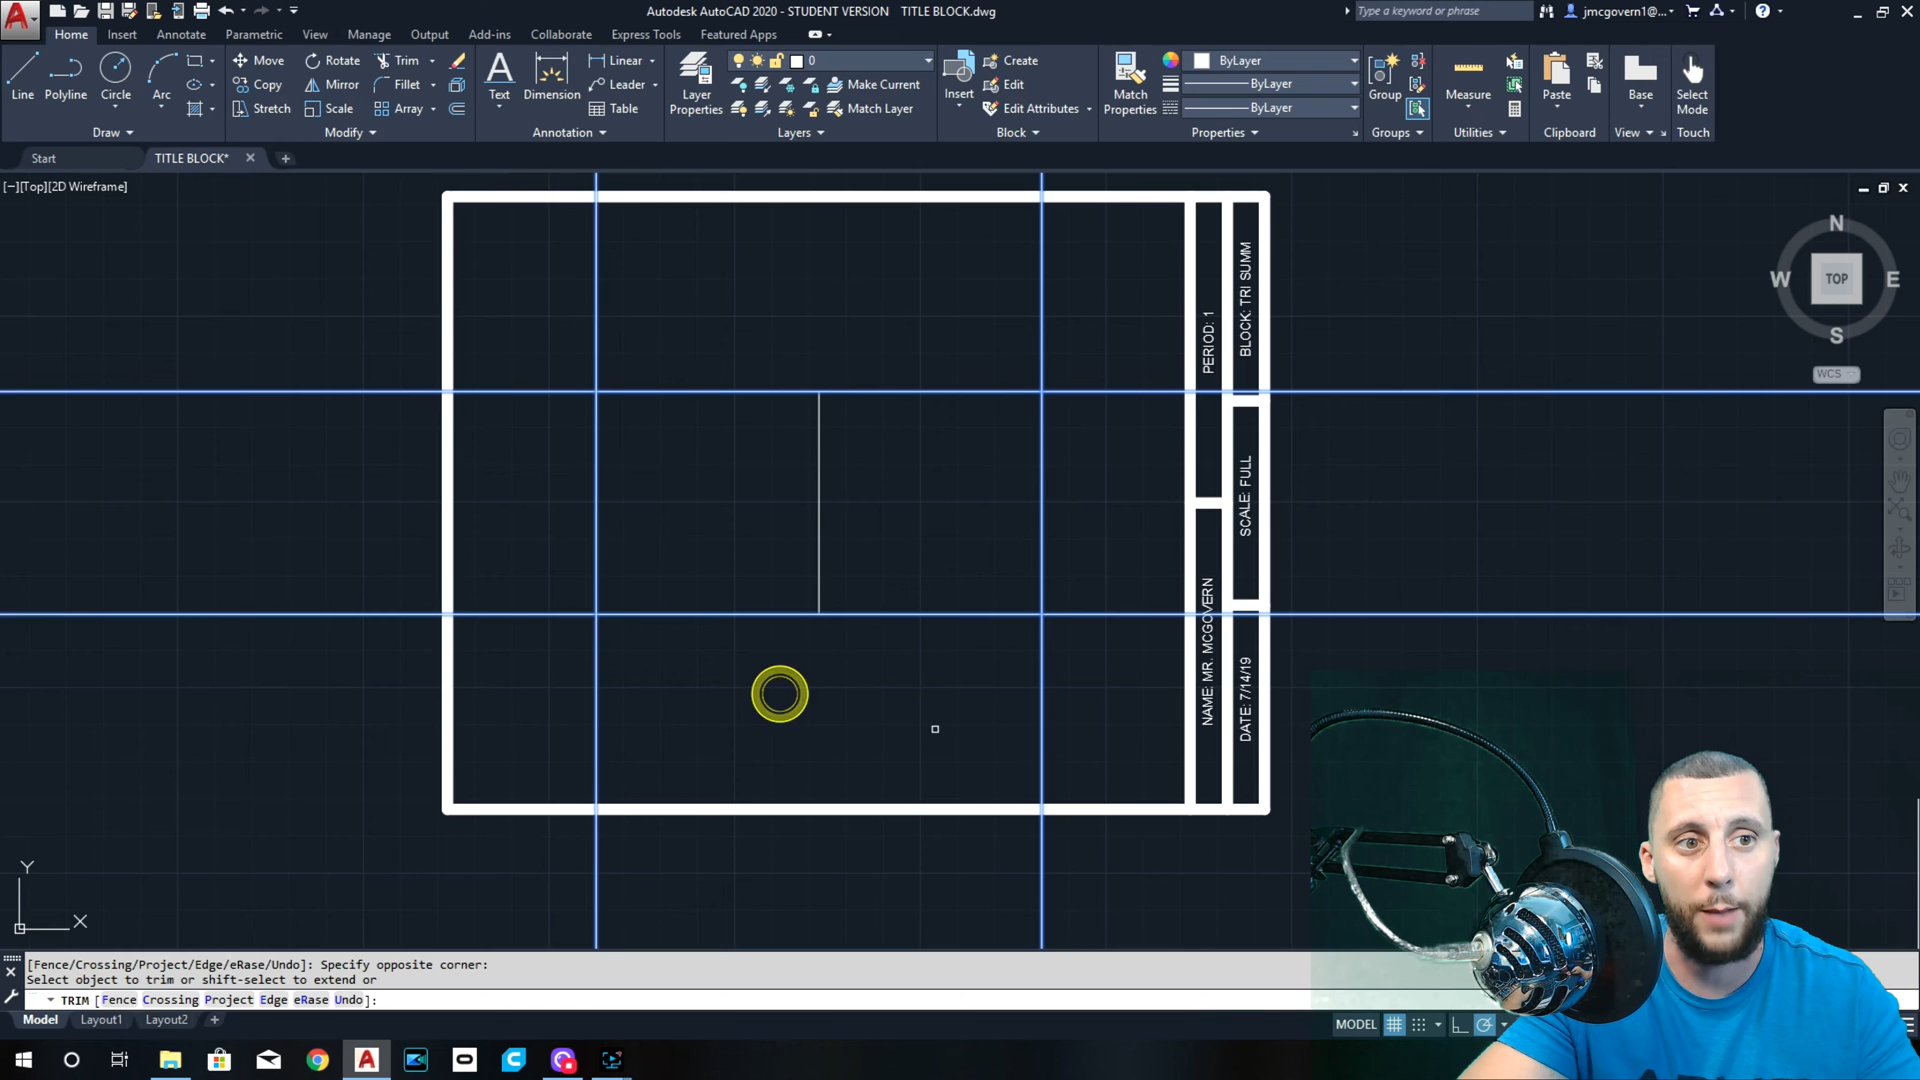 Autodesk AutoCAD 2020 - STUDENT VERSION TITLE BLOCK.dwg
Type a keyword or phrase
jmcgovern1@...
Home Insert Annotate Parametric View Manage Output Add-ins Collaborate Express Tools Featured Apps
Line Polyline Circle Arc
Draw
Move Rotate Trim
Copy Mirror Fillet
Stretch Scale Array
Modify
Text Dimension
Linear
Leader
Table
Annotation
Layer Properties
0
Make Current
Match Layer
Layers
Insert
Create
Edit
Edit Attributes
Block
Match Properties
ByLayer
ByLayer
ByLayer
Properties
Group
Groups
Measure
Utilities
Paste
Clipboard
Base
View
Select Mode
Touch
Start TITLE BLOCK*
[−][Top][2D Wireframe]
PERIOD: 1
BLOCK: TRI SUMM
SCALE: FULL
NAME: MR. MCGOVERN
DATE: 7/14/19
N
W TOP E
S
WCS
Y
X
[Fence/Crossing/Project/Edge/eRase/Undo]: Specify opposite corner:
Select object to trim or shift-select to extend or
TRIM [Fence Crossing Project Edge eRase Undo]:
Model Layout1 Layout2
MODEL